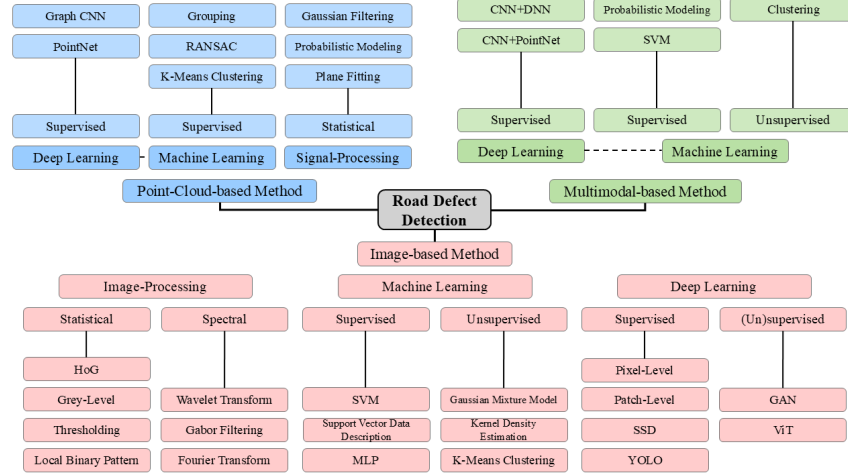 Graph CNN
Grouping
Gaussian Filtering
PointNet
RANSAC
Probabilistic Modeling
K-Means Clustering
Plane Fitting
Supervised
Supervised
Statistical
Deep Learning
Machine Learning
Signal-Processing
Point-Cloud-based Method
CNN+DNN
Probabilistic Modeling
Clustering
CNN+PointNet
SVM
Supervised
Supervised
Unsupervised
Deep Learning
Machine Learning
Multimodal-based Method
Road Defect
Detection
Image-based Method
Image-Processing
Machine Learning
Deep Learning
Statistical
Spectral
Supervised
Unsupervised
Supervised
(Un)supervised
HoG
Pixel-Level
Grey-Level
Wavelet Transform
SVM
Gaussian Mixture Model
Patch-Level
GAN
Thresholding
Gabor Filtering
Support Vector Data
Description
Kernel Density
Estimation
SSD
ViT
Local Binary Pattern
Fourier Transform
MLP
K-Means Clustering
YOLO